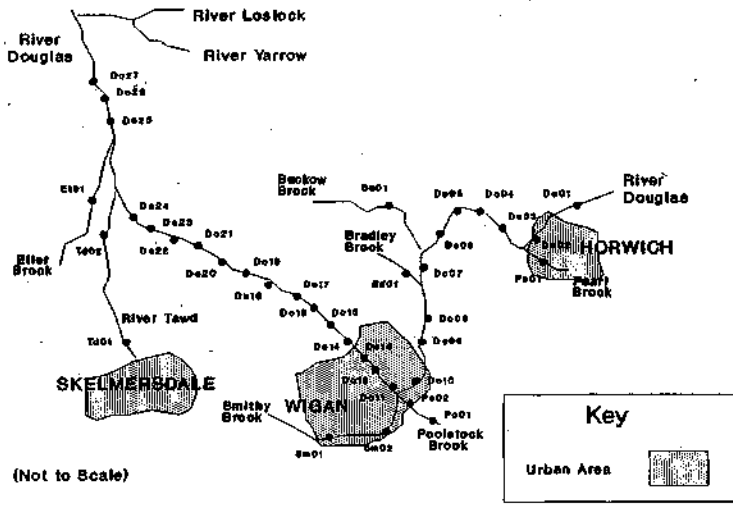 River Loslock
River
Douglas
River Yarrow
Do27
Do26
Do25
El01
Eller
Brook
Td02
Do24
Do23
Do22
Do21
Do20
Do19
Do18
Do17
Do16
Do15
Do14
River Tawd
Td01
SKELMERSDALE
Beckow
Brook
Be01
Bradley
Brook
Bd01
Do05
Do04
Do06
Do07
Do08
Do09
Do01
River
Douglas
Do03
Do02
HORWICH
Pe01
Pearl
Brook
Do10
Do11
WIGAN
Po02
Po01
Poolstock
Brook
Smithy
Brook
Sm01
Sm02
Key
Urban Area
(Not to Scale)